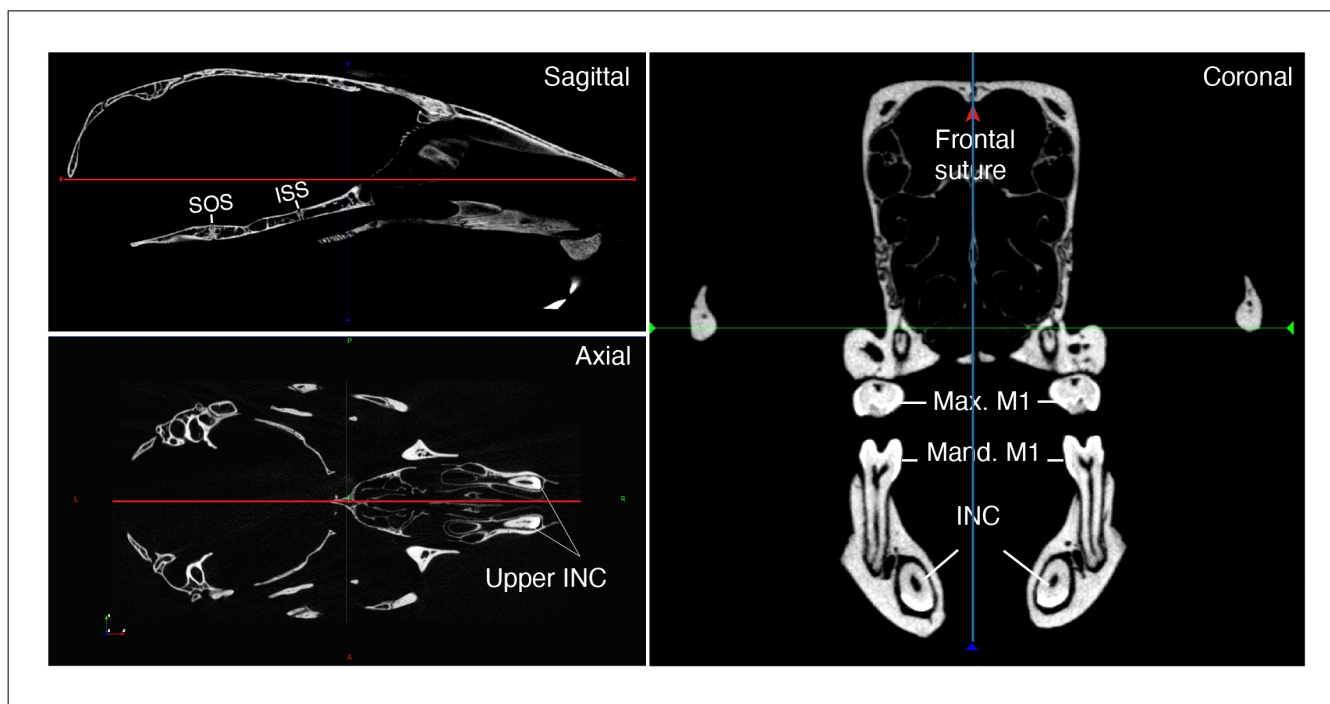 Sagittal
SOS
ISS
P
Axial
L
R
Upper INC
A
Coronal
Frontal
suture
Max. M1
Mand. M1
INC